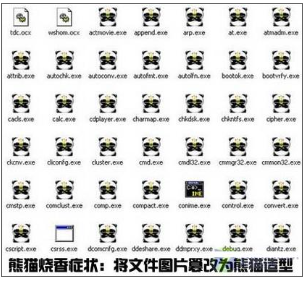 tdc.ocx wshom.ocx actmovie.exe append.exe arp.exe at.exe atmadm.exe
attrib.exe autochk.exe autoconv.exe autofmt.exe autolfn.exe bootok.exe bootvrfy.exe
cacls.exe calc.exe cdplayer.exe charmap.exe chkdsk.exe chkntfs.exe cipher.exe
ckcnv.exe cliconfg.exe cluster.exe cmd.exe cmdl32.exe cmmgr32.exe cmmon32.exe
cmstp.exe comclust.exe comp.exe compact.exe conime.exe control.exe convert.exe
cscript.exe csrss.exe dcomcnfg.exe ddeshare.exe ddmprxy.exe debug.exe diantz.exe
熊猫烧香症状：将文件图片篡改为熊猫造型